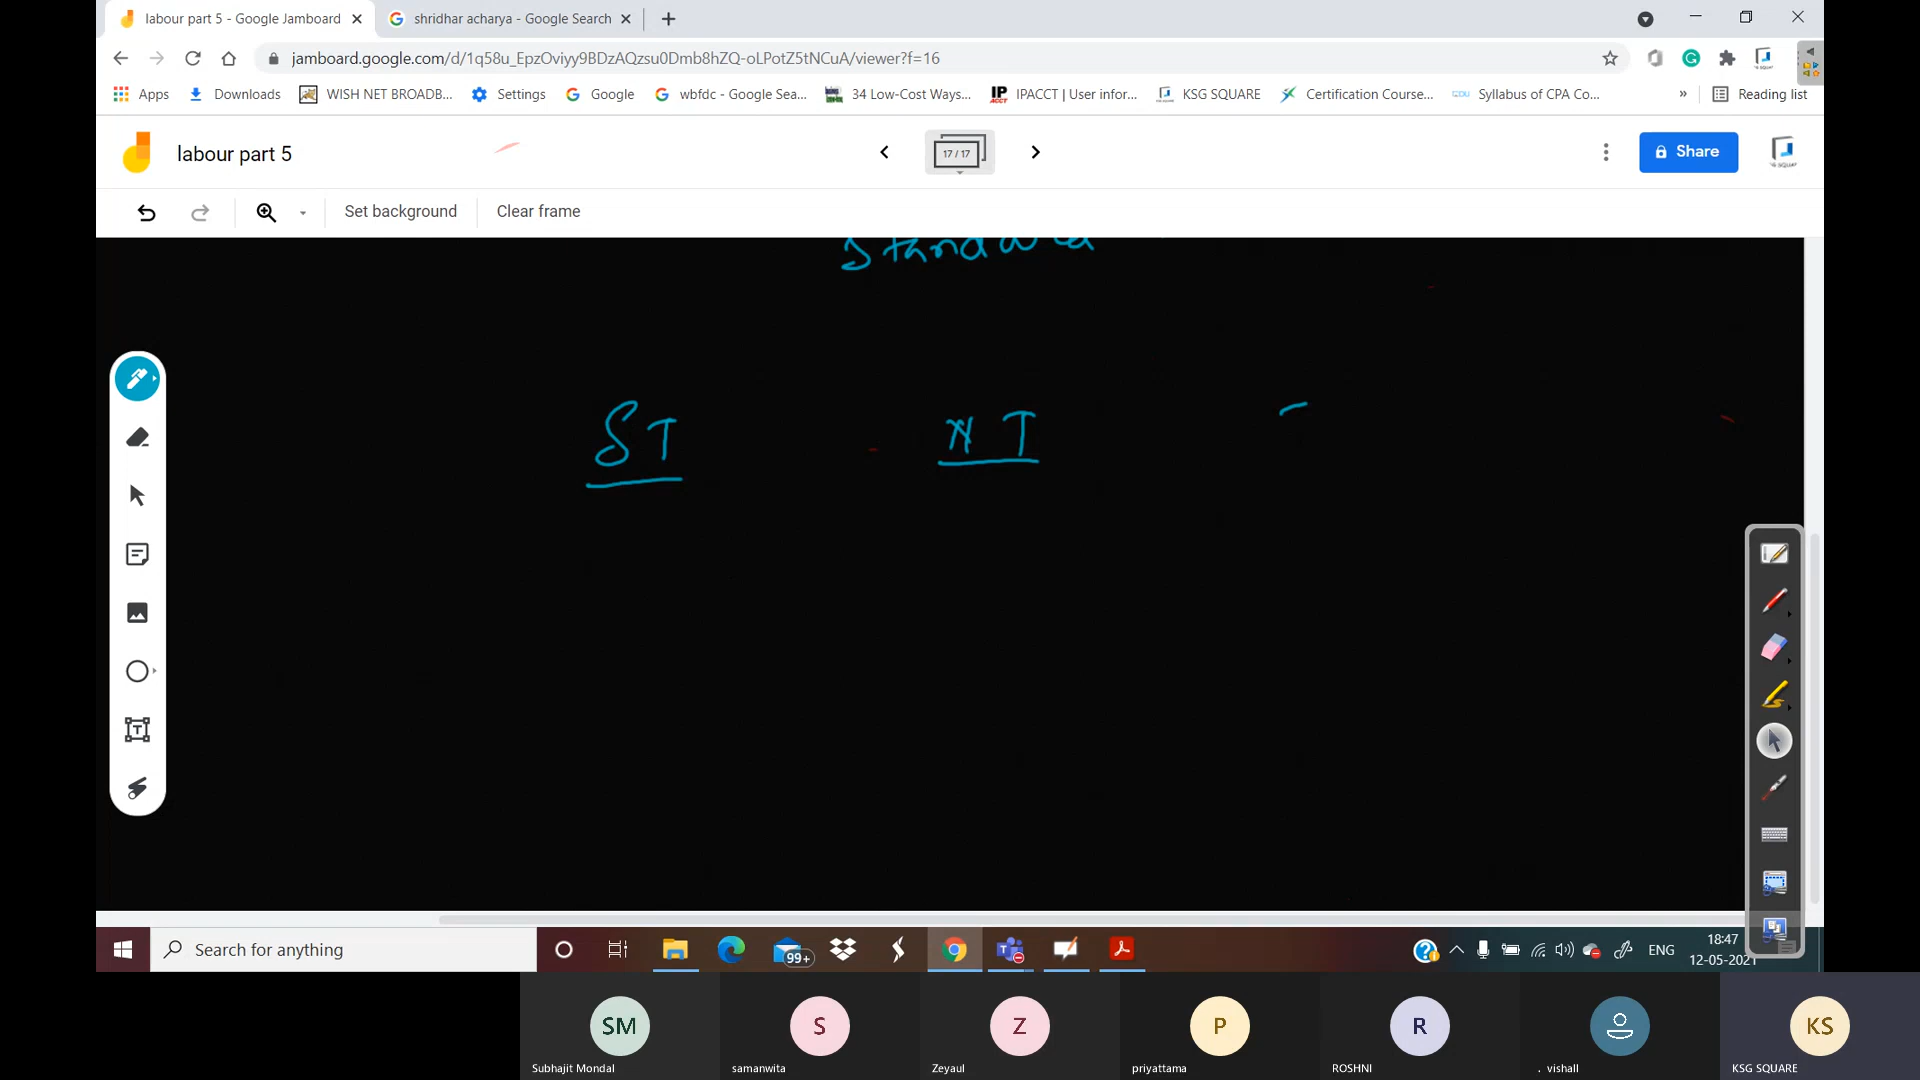 labour part 5 - Google Jamboard
shridhar acharya - Google Search
jamboard.google.com/d/1q58u_EpzOviyy9BDzAQzsu0Dmb8hZQ-oLPotZ5tNCuA/viewer?f=16
Apps Downloads WISH NET BROADB... Settings Google wbfdc - Google Sea... 34 Low-Cost Ways... IPACCT | User infor... KSG SQUARE Certification Course... Syllabus of CPA Co... » Reading list
labour part 5
17 / 17
Share
Set background Clear frame
Standard
ST
T
Search for anything
99+
ENG
18:47
12-05-2021
SM S Z P R KS
Subhajit Mondal samanwita Zeyaul priyattama ROSHNI . vishall KSG SQUARE